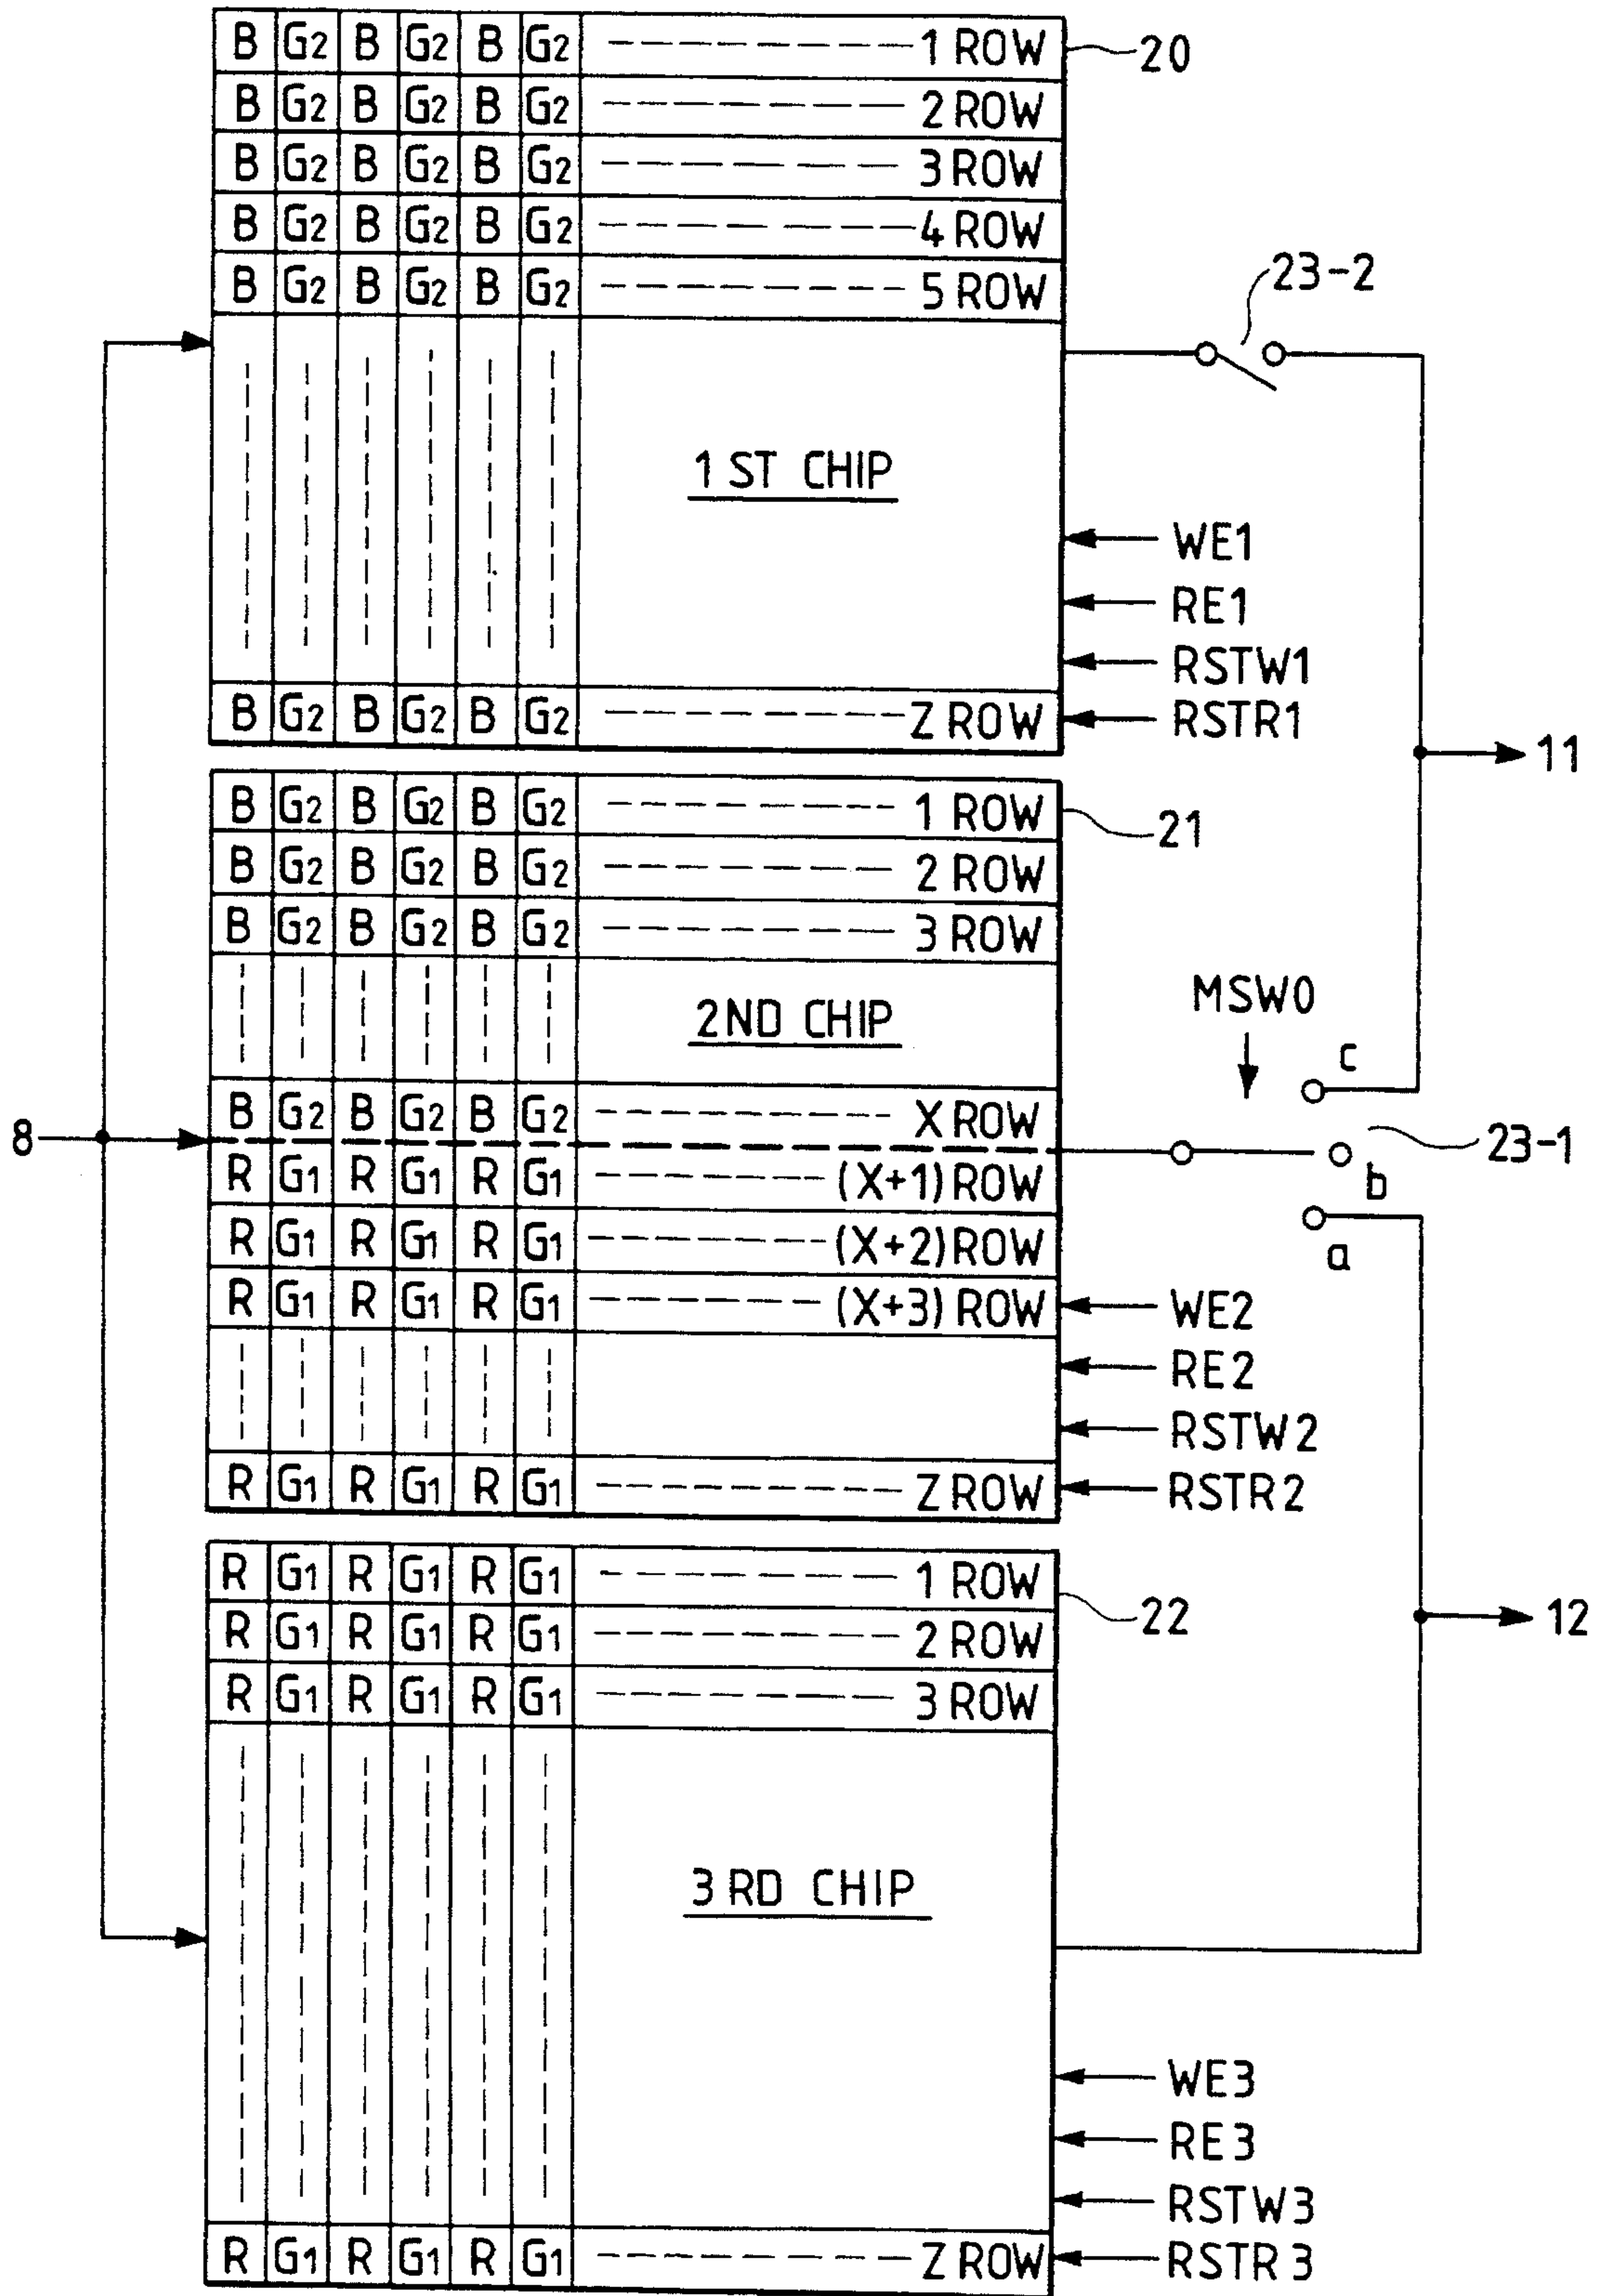 B G2 B G2 B G2 1 ROW 20
B G2 B G2 B G2 2 ROW
B G2 B G2 B G2 3 ROW
B G2 B G2 B G2 4 ROW
B G2 B G2 B G2 5 ROW
23-2
1 ST CHIP
WE1
RE1
RSTW1
B G2 B G2 B G2 Z ROW RSTR1
11
B G2 B G2 B G2 1 ROW 21
B G2 B G2 B G2 2 ROW
B G2 B G2 B G2 3 ROW
MSW0
2ND CHIP
c
B G2 B G2 B G2 X ROW
8
23-1
R G1 R G1 R G1 (X+1) ROW
b
R G1 R G1 R G1 (X+2) ROW
a
R G1 R G1 R G1 (X+3) ROW WE2
RE2
RSTW2
R G1 R G1 R G1 Z ROW RSTR2
R G1 R G1 R G1 1 ROW 22
12
R G1 R G1 R G1 2 ROW
R G1 R G1 R G1 3 ROW
3 RD CHIP
WE3
RE3
RSTW3
R G1 R G1 R G1 Z ROW RSTR3